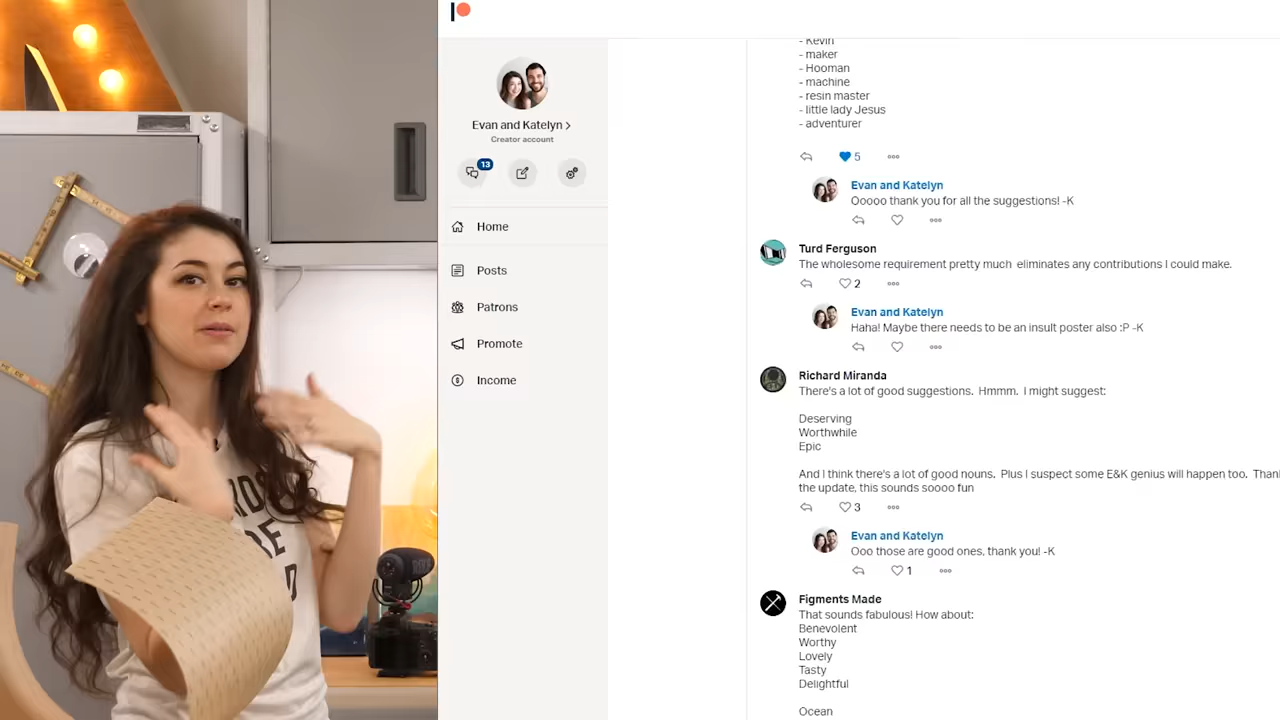 - Kevin
- maker
- Hooman
- machine
- resin master
- little lady Jesus
- adventurer
5
Evan and Katelyn
Ooooo thank you for all the suggestions! -K
Turd Ferguson
The wholesome requirement pretty much eliminates any contributions I could make.
2
Evan and Katelyn
Haha! Maybe there needs to be an insult poster also :P -K
Richard Miranda
There's a lot of good suggestions. Hmmm. I might suggest:
Deserving
Worthwhile
Epic
And I think there's a lot of good nouns. Plus I suspect some E&K genius will happen too.
the update, this sounds soooo fun
3
Evan and Katelyn
Ooo those are good ones, thank you! -K
1
Figments Made
That sounds fabulous! How about:
Benevolent
Worthy
Lovely
Tasty
Delightful
Ocean
Evan and Katelyn >
Creator account
13
Home
Posts
Patrons
Promote
Income